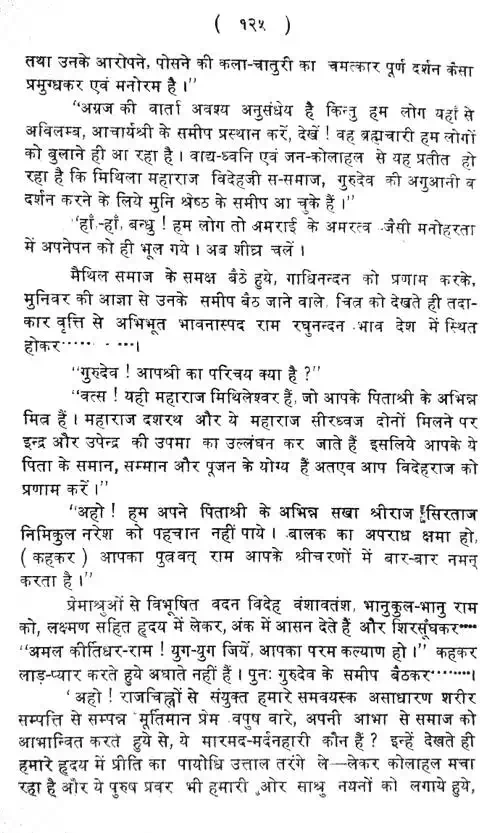 ( १२५ )
तथा उनके आरोपने, पोसने की कला-चातुरी का चमत्कार पूर्ण दर्शन कैसा
प्रमुग्धकर एवं मनोरम है ।”
“अग्रज की वार्ता अवश्य अनुसंधेय है किन्तु हम लोग यहाँ से
अविलम्ब, आचार्यश्री के समीप प्रस्थान करें, देखें ! वह ब्रह्मचारी हम लोगों
को बुलाने ही आ रहा है । वाद्य-ध्वनि एवं जन-कोलाहल से यह प्रतीत हो
रहा है कि मिथिला महाराज विदेहजी स-समाज, गुरुदेव की अगुआनी व
दर्शन करने के लिये मुनि श्रेष्ठ के समीप आ चुके हैं ।”
“हाँ,-हाँ, बन्धु ! हम लोग तो अमराई के अमरत्व जैसी मनोहरता
में अपनेपन को ही भूल गये । अब शीघ्र चलें ।
मैथिल समाज के समक्ष बैठे हुये, गाधिनन्दन को प्रणाम करके,
मुनिवर की आज्ञा से उनके समीप बैठ जाने वाले, चित्र को देखते ही तदा-
कार वृत्ति से अभिभूत भावनास्पद राम रघुनन्दन भाव देश में स्थित
होकर.........।
“गुरुदेव ! आपश्री का परिचय क्या है ?”
“वत्स ! यही महाराज मिथिलेश्वर हैं, जो आपके पिताश्री के अभिन्न
मित्र हैं । महाराज दशरथ और ये महाराज सीरध्वज दोनों मिलने पर
इन्द्र और उपेन्द्र की उपमा का उल्लंघन कर जाते हैं इसलिये आपके ये
पिता के समान, सम्मान और पूजन के योग्य हैं अतएव आप विदेहराज को
प्रणाम करें ।”
“अहो ! हम अपने पिताश्री के अभिन्न सखा श्रीराज सिरताज
निमिकुल नरेश को पहचान नहीं पाये । बालक का अपराध क्षमा हो,
( कहकर ) आपका पुत्रवत् राम आपके श्रीचरणों में बार-बार नमन्
करता है ।”
प्रेमाश्रुओं से विभूषित वदन विदेह वंशावतंश, भानुकुल-भानु राम
को, लक्ष्मण सहित हृदय में लेकर, अंक में आसन देते हैं और शिरसूँघकर....
“अमल कीर्तिधर-राम ! युग-युग जियें, आपका परम कल्याण हो ।” कहकर
लाड़-प्यार करते हुये अघाते नहीं हैं । पुनः गुरुदेव के समीप बैठकर........।
‘अहो ! राजचिह्नों से संयुक्त हमारे समवयस्क असाधारण शरीर
सम्पत्ति से सम्पन्न मूर्तिमान प्रेम वपुष वारे, अपनी आभा से समाज को
आभान्वित करते हुये से, ये मारमद-मर्दनहारी कौन हैं ? इन्हें देखते ही
हमारे हृदय में प्रीति का पायोधि उत्ताल तरंगे ले—लेकर कोलाहल मचा
रहा है और ये पुरुष प्रवर भी हमारी ओर साश्रु नयनों को लगाये हुये,